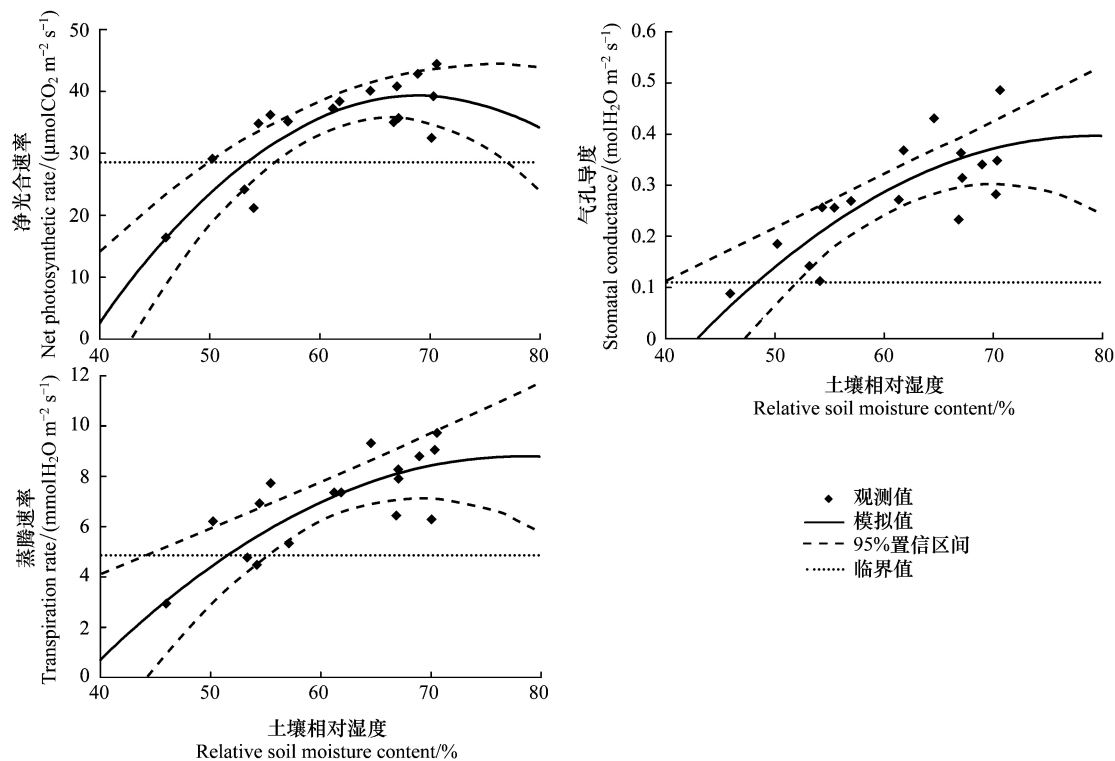 净光合速率
Net photosynthetic rate/(μmolCO₂ m⁻² s⁻¹)
50
40
30
20
10
0
40
50
60
70
80
气孔导度
Stomatal conductance/(molH₂O m⁻² s⁻¹)
0.6
0.5
0.4
0.3
0.2
0.1
0
40
50
60
70
80
土壤相对湿度
Relative soil moisture content/%
蒸腾速率
Transpiration rate/(mmolH₂O m⁻² s⁻¹)
12
10
8
6
4
2
0
40
50
60
70
80
土壤相对湿度
Relative soil moisture content/%
观测值
模拟值
95%置信区间
临界值